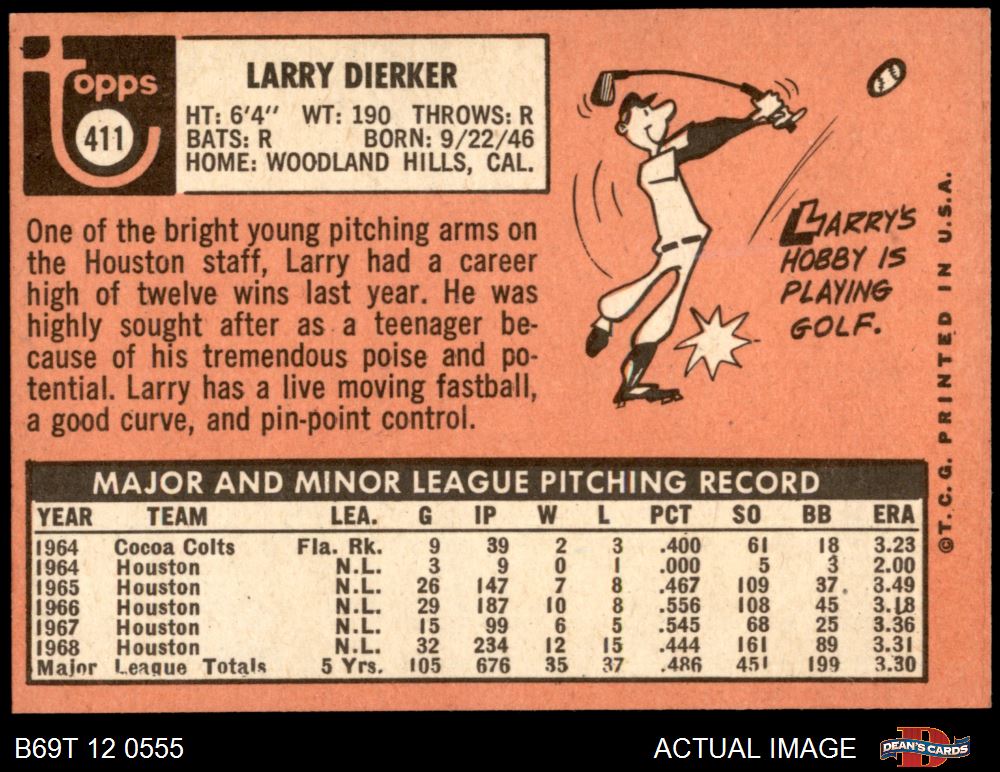 Topps
411
LARRY DIERKER
HT: 6'4'' WT: 190 THROWS: R
BATS: R BORN: 9/22/46
HOME: WOODLAND HILLS, CAL.
One of the bright young pitching arms on
the Houston staff, Larry had a career
high of twelve wins last year. He was
highly sought after as a teenager be-
cause of his tremendous poise and po-
tential. Larry has a live moving fastball,
a good curve, and pin-point control.
LARRY'S
HOBBY IS
PLAYING
GOLF.
©T. C. G. PRINTED IN U.S.A.
MAJOR AND MINOR LEAGUE PITCHING RECORD
YEAR TEAM LEA. G IP W L PCT SO BB ERA
1964 Cocoa Colts Fla. Rk. 9 39 2 3 .400 61 18 3.23
1964 Houston N.L. 3 9 0 1 .000 5 3 2.00
1965 Houston N.L. 26 147 7 8 .467 109 37 3.49
1966 Houston N.L. 29 187 10 8 .556 108 45 3.18
1967 Houston N.L. 15 99 6 5 .545 68 25 3.36
1968 Houston N.L. 32 234 12 15 .444 161 89 3.31
Major League Totals 5 Yrs. 105 676 35 37 .486 451 199 3.30
B69T 12 0555
ACTUAL IMAGE
D
DEAN'S CARDS